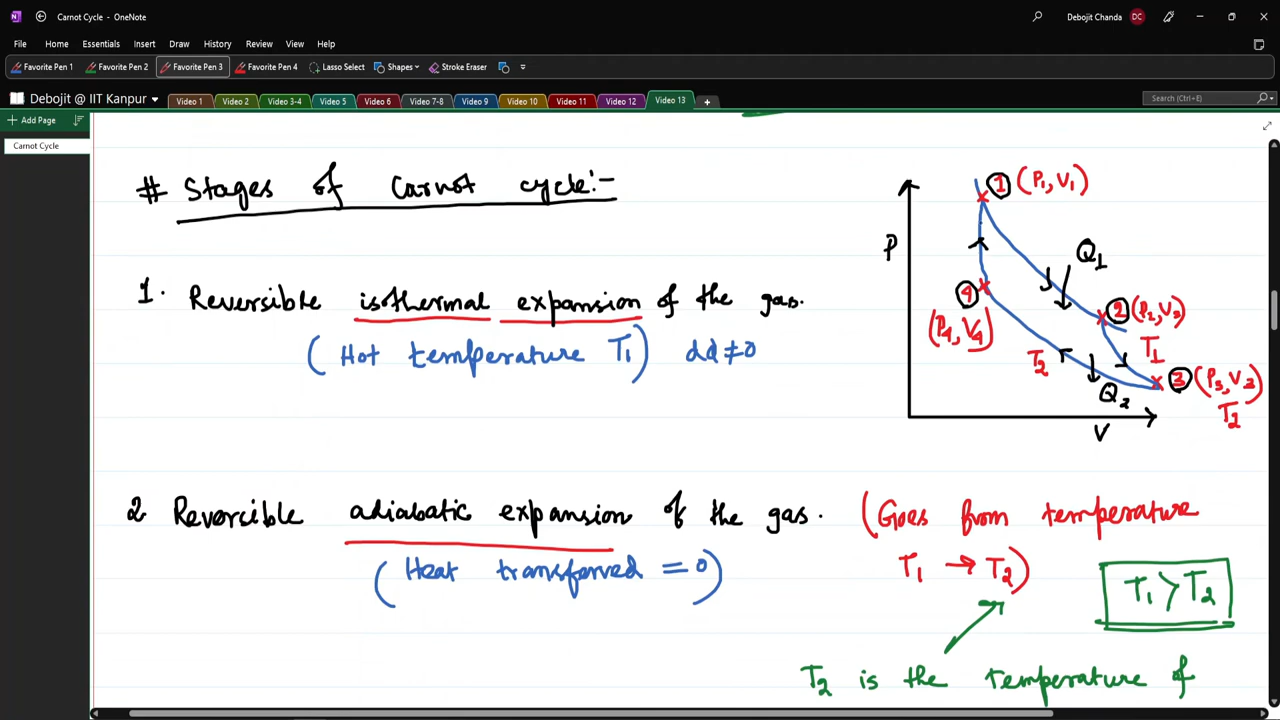 Carnot Cycle - OneNote
Debojit Chanda DC
File Home Essentials Insert Draw History Review View Help
Favorite Pen 1 Favorite Pen 2 Favorite Pen 3 Favorite Pen 4 Lasso Select Shapes Stroke Eraser
Debojit @ IIT Kanpur Video 1 Video 2 Video 3-4 Video 5 Video 6 Video 7-8 Video 9 Video 10 Video 11 Video 12 Video 13 + Search (Ctrl+E)
+ Add Page
Carnot Cycle
# Stages of Carnot cycle:-
1. Reversible isothermal expansion of the gas.
(Hot temperature T₁) dq ≠ 0
P
1 (P₁, V₁)
Q₁
4
(P₄, V₄)
2 (P₂, V₂)
T₁
T₂
Q₂
3 (P₃, V₃)
T₂
V
2 Reversible adiabatic expansion of the gas. (Goes from temperature
(Heat transferred = 0) T₁ → T₂)
T₁ > T₂
T₂ is the temperature of